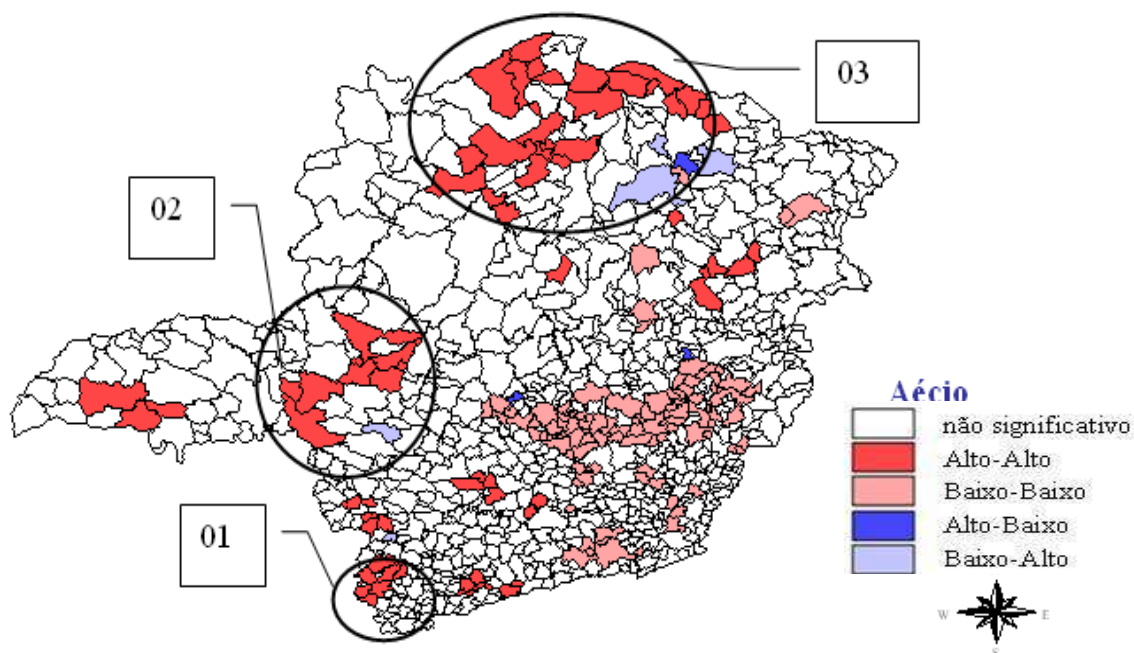 03
02
01
Aécio
não significativo
Alto-Alto
Baixo-Baixo
Alto-Baixo
Baixo-Alto
W E
S